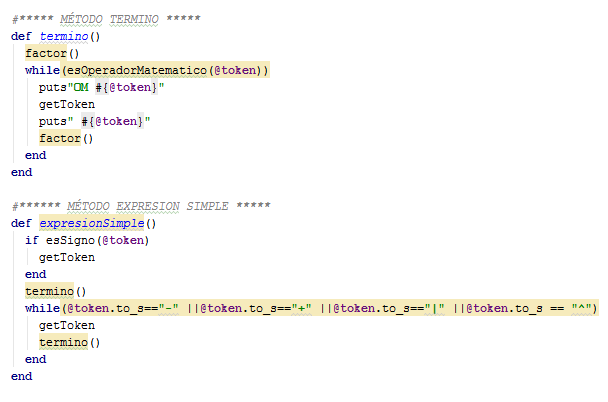 #***** MÉTODO TERMINO *****
def termino()
  factor()
  while(esOperadorMatematico(@token))
    puts"OM #{@token}"
    getToken
    puts" #{@token}"
    factor()
  end
end

#****** MÉTODO EXPRESION SIMPLE *****
def expresionSimple()
  if esSigno(@token)
    getToken
  end
  termino()
  while(@token.to_s=="-" ||@token.to_s=="+" ||@token.to_s=="|" ||@token.to_s == "^")
    getToken
    termino()
  end
end